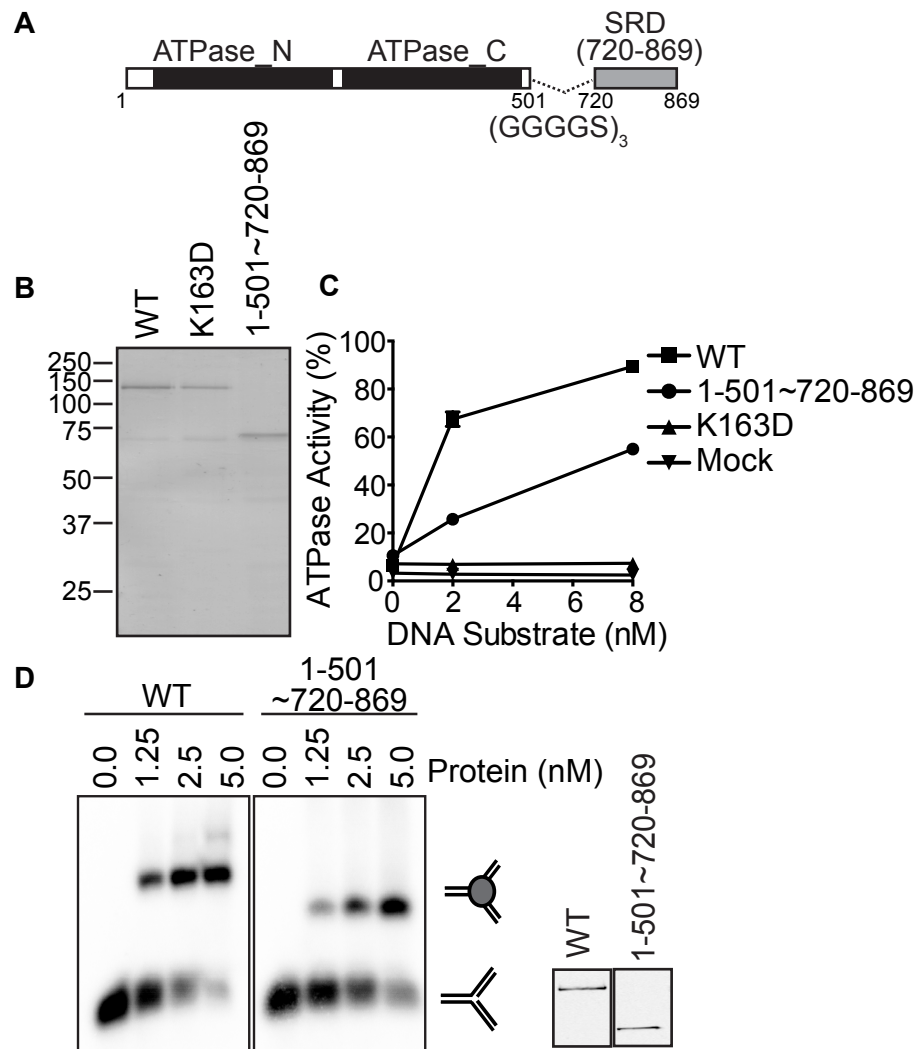 A
ATPase_N ATPase_C SRD
(720-869)
1 501 720 869
(GGGGS)3
B
WT K163D 1-501~720-869
250
150
100
75
50
37
25
C
ATPase Activity (%)
100
80
60
40
20
0
0 2 4 6 8
DNA Substrate (nM)
WT
1-501~720-869
K163D
Mock
D
WT 1-501
~720-869
0.0 1.25 2.5 5.0 0.0 1.25 2.5 5.0 Protein (nM)
WT 1-501~720-869